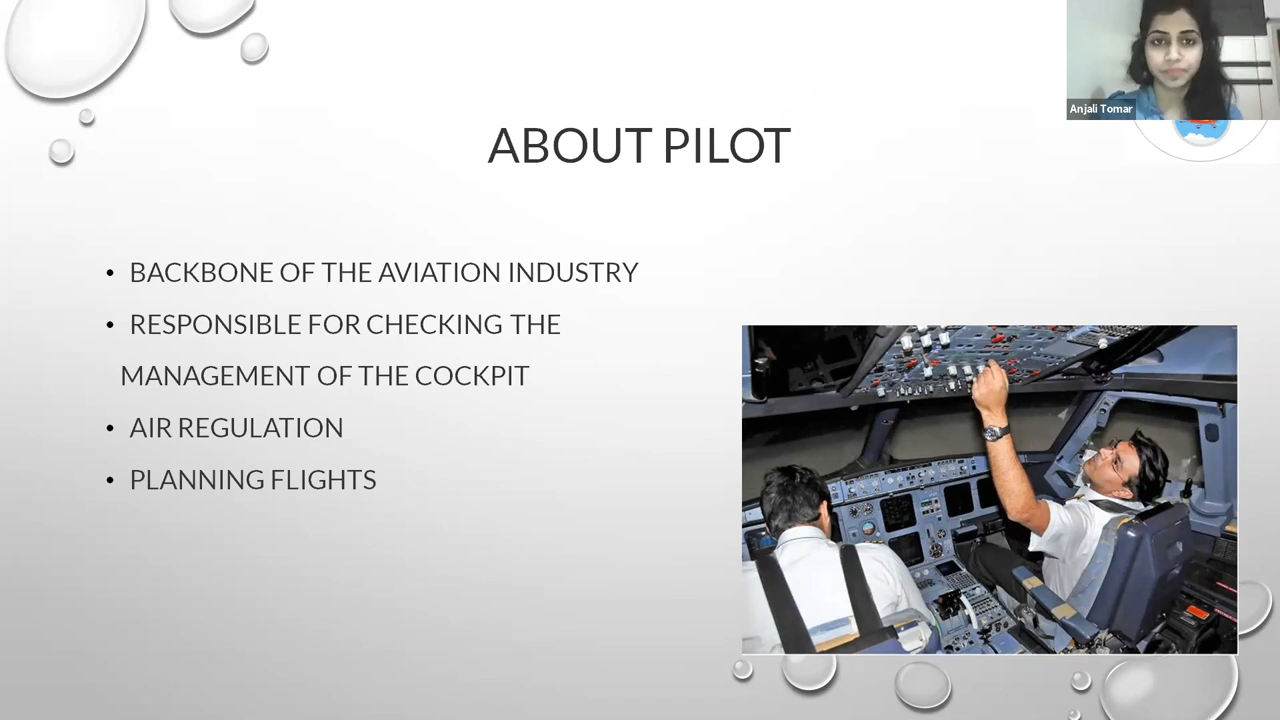 Anjali Tomar
ABOUT PILOT
• BACKBONE OF THE AVIATION INDUSTRY
• RESPONSIBLE FOR CHECKING THE
MANAGEMENT OF THE COCKPIT
• AIR REGULATION
• PLANNING FLIGHTS